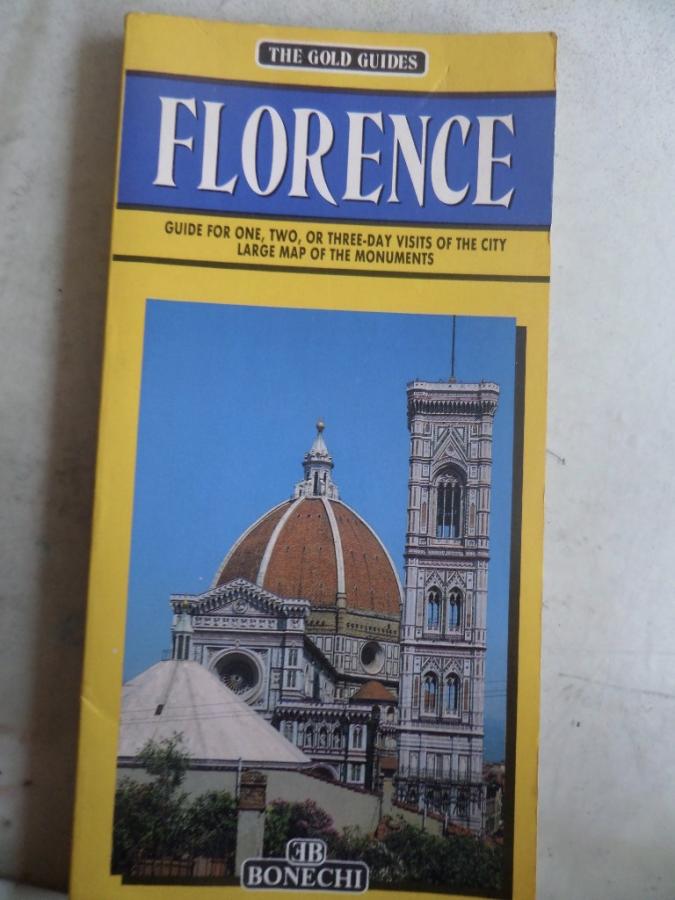 THE GOLD GUIDES
FLORENCE
GUIDE FOR ONE, TWO, OR THREE-DAY VISITS OF THE CITY
LARGE MAP OF THE MONUMENTS
EB
BONECHI